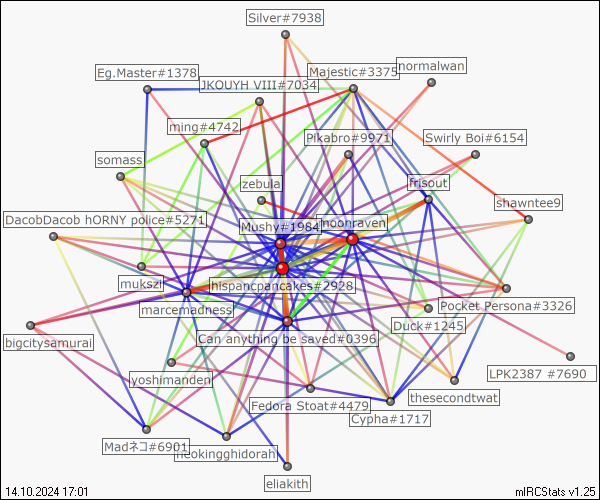 Silver#7938
Eg.Master#1378
Majestic#3375
normalwan
JKOUYH VIII#7034
ming#4742
Pikabro#9971
Swirly Boi#6154
somass
zebula
frisout
shawntee9
DacobDacob hORNY police#5271
Mushy#1984
moonraven
mukszi
hispancpancakes#2928
marcemadness
Pocket Persona#3326
Duck#1245
Can anything be saved#0396
bigcitysamurai
yoshimanden
LPK2387 #7690
thesecondtwat
Fedora Stoat#4479
Cypha#1717
Madネコ#6901
neokingghidorah
eliakith
14.10.2024 17:01
mIRCStats v1.25